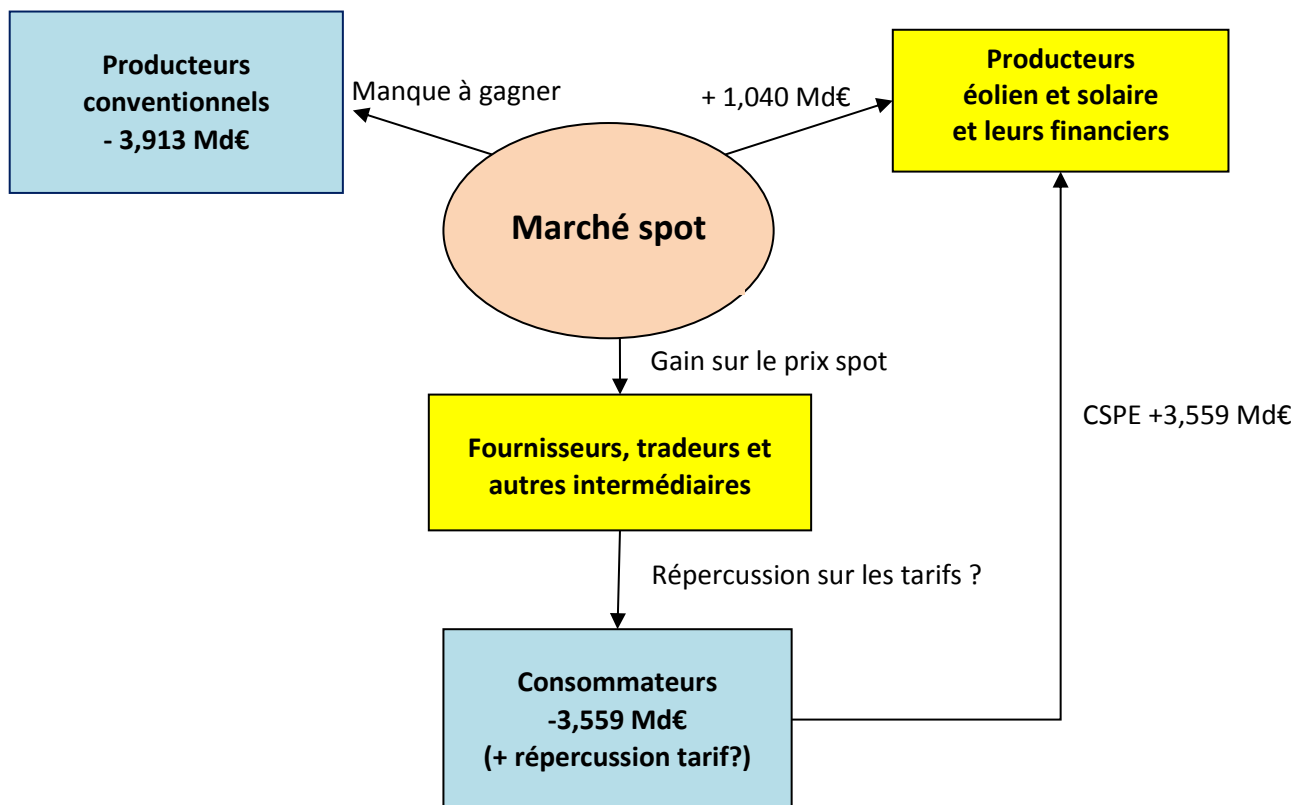 Producteurs
conventionnels
- 3,913 Md€
Manque à gagner
+ 1,040 Md€
Producteurs
éolien et solaire
et leurs financiers
Marché spot
Gain sur le prix spot
CSPE +3,559 Md€
Fournisseurs, tradeurs et
autres intermédiaires
Répercussion sur les tarifs ?
Consommateurs
-3,559 Md€
(+ répercussion tarif?)